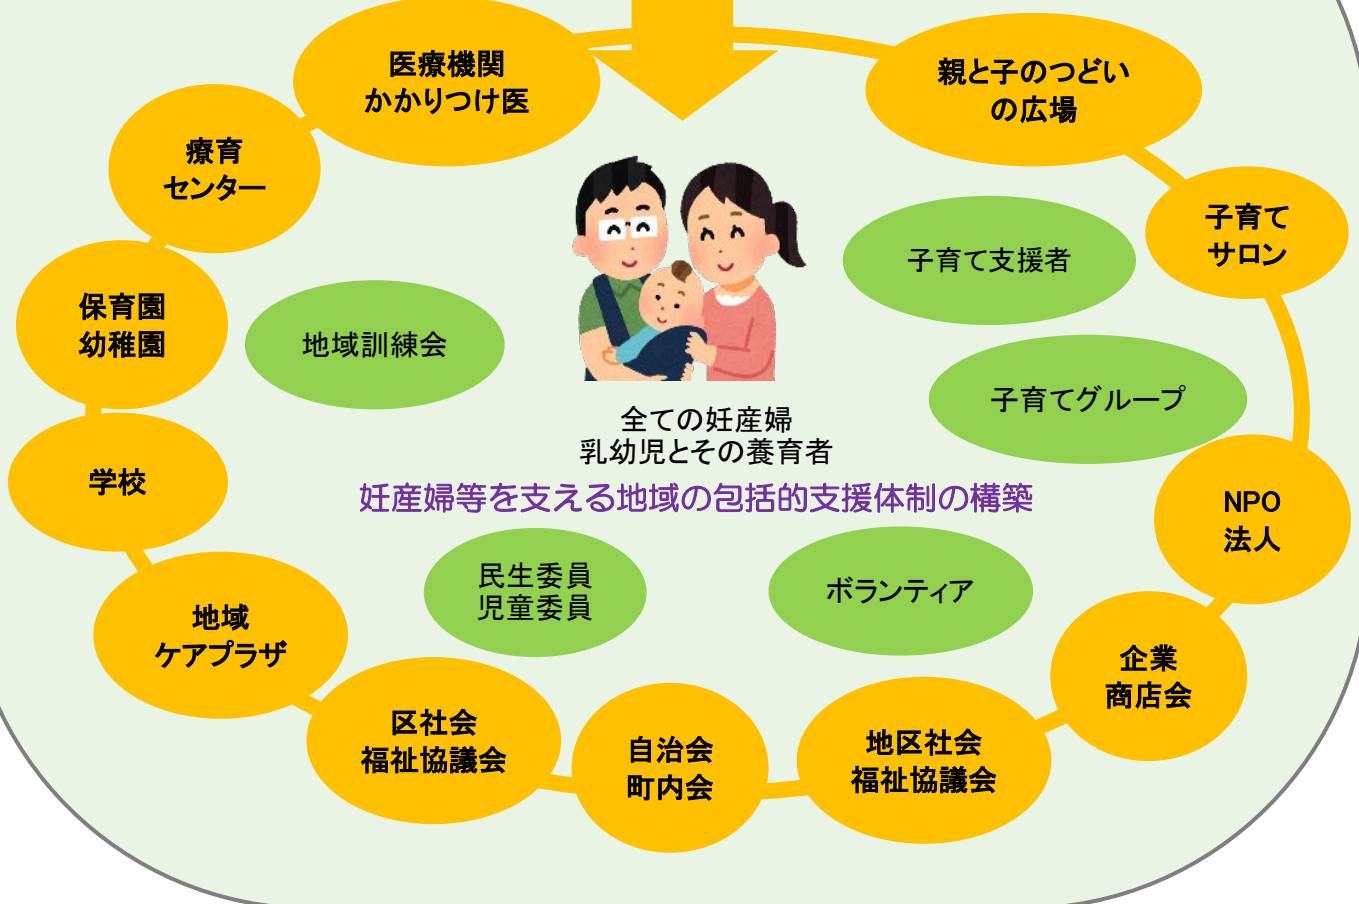 医療機関
かかりつけ医
親と子のつどい
の広場
療育
センター
子育て
サロン
子育て支援者
保育園
幼稚園
地域訓練会
子育てグループ
全ての妊産婦
乳幼児とその養育者
妊産婦等を支える地域の包括的支援体制の構築
学校
NPO
法人
民生委員
児童委員
ボランティア
地域
ケアプラザ
企業
商店会
区社会
福祉協議会
自治会
町内会
地区社会
福祉協議会